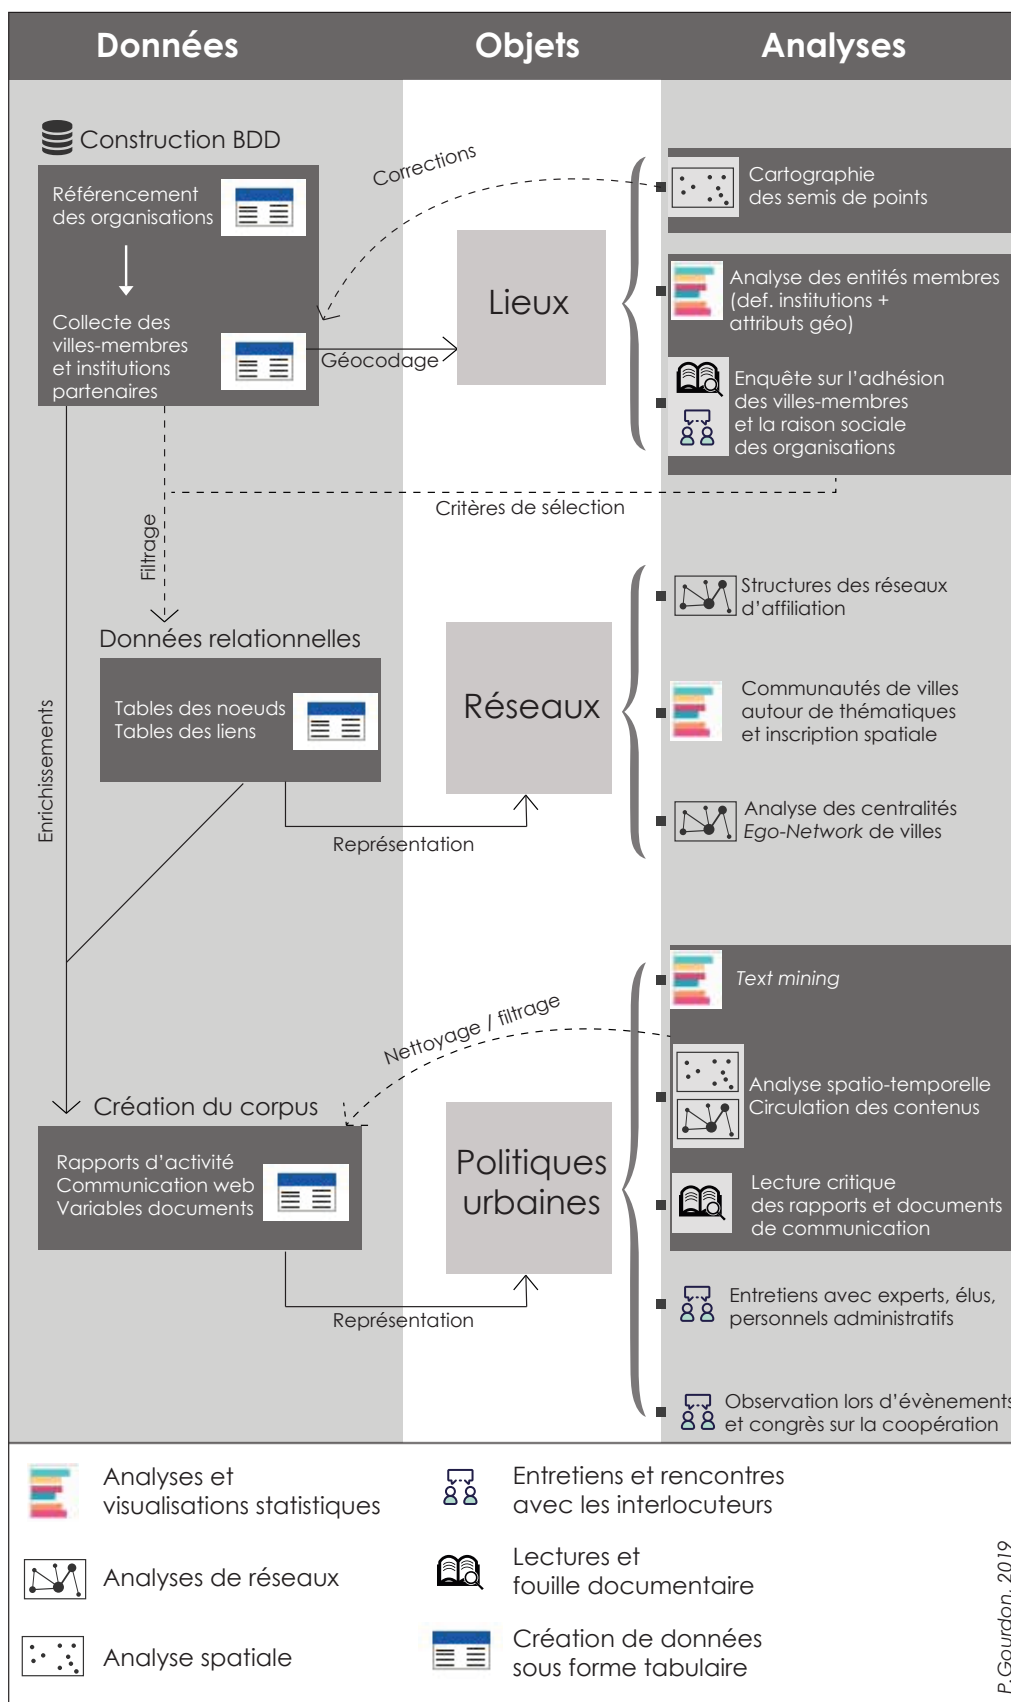 Données
Objets
Analyses
Construction BDD
Référencement
des organisations
Collecte des
villes-membres
et institutions
partenaires
Corrections
Géocodage
Lieux
Cartographie
des semis de points
Analyse des entités membres
(def. institutions +
attributs géo)
Enquête sur l'adhésion
des villes-membres
et la raison sociale
des organisations
Critères de sélection
Filtrage
Enrichissements
Données relationnelles
Tables des noeuds
Tables des liens
Représentation
Réseaux
Structures des réseaux
d'affiliation
Communautés de villes
autour de thématiques
et inscription spatiale
Analyse des centralités
Ego-Network de villes
Création du corpus
Rapports d'activité
Communication web
Variables documents
Nettoyage / filtrage
Représentation
Politiques
urbaines
Text mining
Analyse spatio-temporelle
Circulation des contenus
Lecture critique
des rapports et documents
de communication
Entretiens avec experts, élus,
personnels administratifs
Observation lors d'évènements
et congrès sur la coopération
Analyses et
visualisations statistiques
Analyses de réseaux
Analyse spatiale
Entretiens et rencontres
avec les interlocuteurs
Lectures et
fouille documentaire
Création de données
sous forme tabulaire
P.Gourdon, 2019